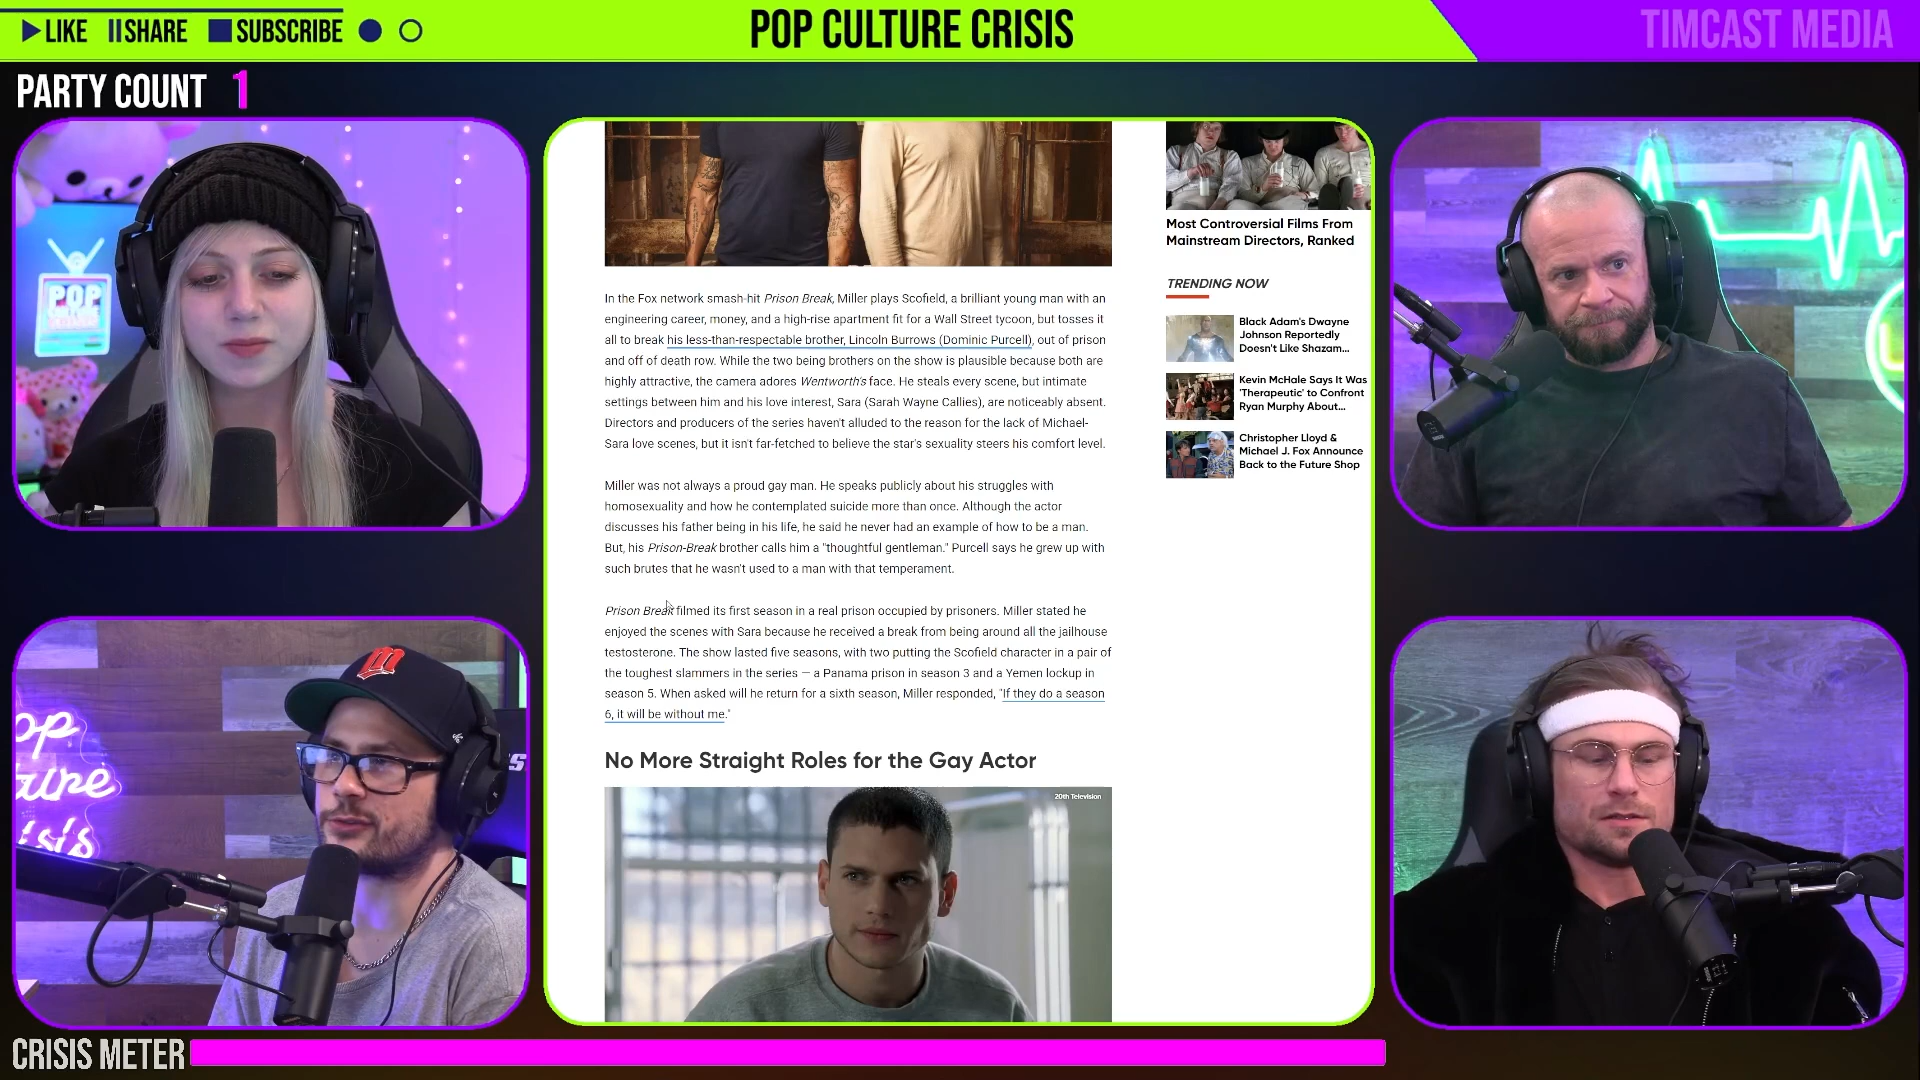 LIKE SHARE SUBSCRIBE
POP CULTURE CRISIS
TIMCAST MEDIA
PARTY COUNT 1
POP
CULTURE
op
ture
isis
In the Fox network smash-hit Prison Break, Miller plays Scofield, a brilliant young man with an
engineering career, money, and a high-rise apartment fit for a Wall Street tycoon, but tosses it
all to break his less-than-respectable brother, Lincoln Burrows (Dominic Purcell), out of prison
and off of death row. While the two being brothers on the show is plausible because both are
highly attractive, the camera adores Wentworth's face. He steals every scene, but intimate
settings between him and his love interest, Sara (Sarah Wayne Callies), are noticeably absent.
Directors and producers of the series haven't alluded to the reason for the lack of Michael-
Sara love scenes, but it isn't far-fetched to believe the star's sexuality steers his comfort level.
Miller was not always a proud gay man. He speaks publicly about his struggles with
homosexuality and how he contemplated suicide more than once. Although the actor
discusses his father being in his life, he said he never had an example of how to be a man.
But, his Prison-Break brother calls him a "thoughtful gentleman." Purcell says he grew up with
such brutes that he wasn't used to a man with that temperament.
Prison Break filmed its first season in a real prison occupied by prisoners. Miller stated he
enjoyed the scenes with Sara because he received a break from being around all the jailhouse
testosterone. The show lasted five seasons, with two putting the Scofield character in a pair of
the toughest slammers in the series — a Panama prison in season 3 and a Yemen lockup in
season 5. When asked will he return for a sixth season, Miller responded, "If they do a season
6, it will be without me."
No More Straight Roles for the Gay Actor
20th Television
Most Controversial Films From
Mainstream Directors, Ranked
TRENDING NOW
Black Adam's Dwayne
Johnson Reportedly
Doesn't Like Shazam...
Kevin McHale Says It Was
'Therapeutic' to Confront
Ryan Murphy About...
Christopher Lloyd &
Michael J. Fox Announce
Back to the Future Shop
CRISIS METER